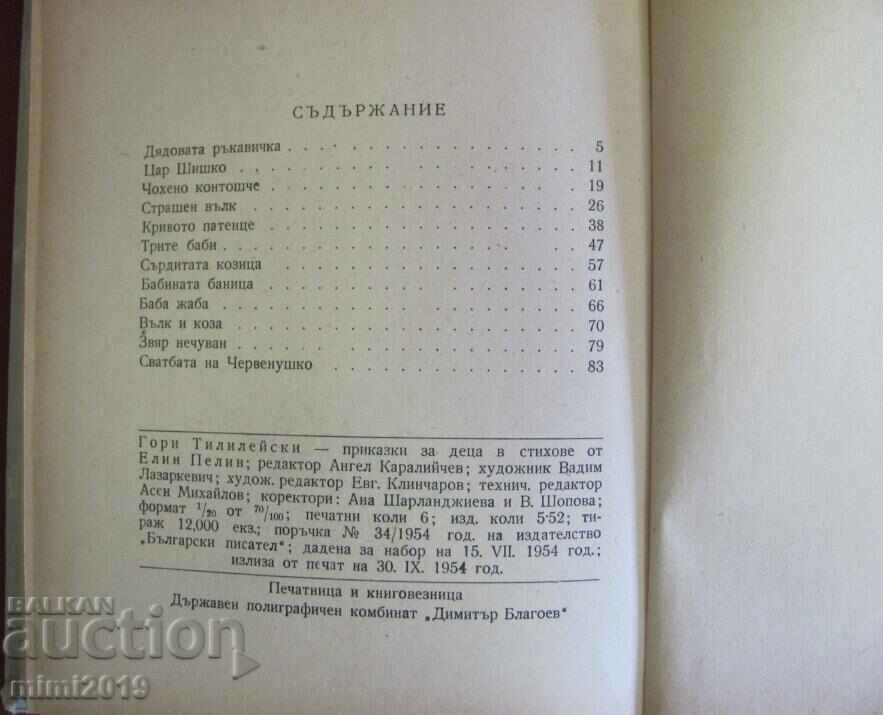 СЪДЪРЖАНИЕ
Дядовата ръкавичка . . . . . . . . . . . . . . . . 5
Цар Шишко . . . . . . . . . . . . . . . . 11
Чохено контошче . . . . . . . . . . . . . . . . 19
Страшен вълк . . . . . . . . . . . . . . . . 26
Кривото патенце . . . . . . . . . . . . . . . . 38
Трите баби . . . . . . . . . . . . . . . . 47
Сърдитата козица . . . . . . . . . . . . . . . . 57
Бабината баница . . . . . . . . . . . . . . . . 61
Баба жаба . . . . . . . . . . . . . . . . 66
Вълк и коза . . . . . . . . . . . . . . . . 70
Звяр нечуван . . . . . . . . . . . . . . . . 79
Сватбата на Червенушко . . . . . . . . . . . . . . 83
Гори Тилилейски — приказки за деца в стихове от
Елин Пелин; редактор Ангел Каралийчев; художник Вадим
Лазаркевич; худож. редактор Евг. Клинчаров; технич. редактор
Асен Михайлов; коректори: Ана Шарланджиева и В. Шопова;
формат 1/20 от 70/100; печатни коли 6; изд. коли 5·52; ти-
раж 12,000 екз.; поръчка № 34/1954 год. на издателство
„Български писател“; дадена за набор на 15. VII. 1954 год.;
излиза от печат на 30. IX. 1954 год.
Печатница и книговезница
Държавен полиграфичен комбинат „Димитър Благоев“
BALKAN
auction
mimi2019